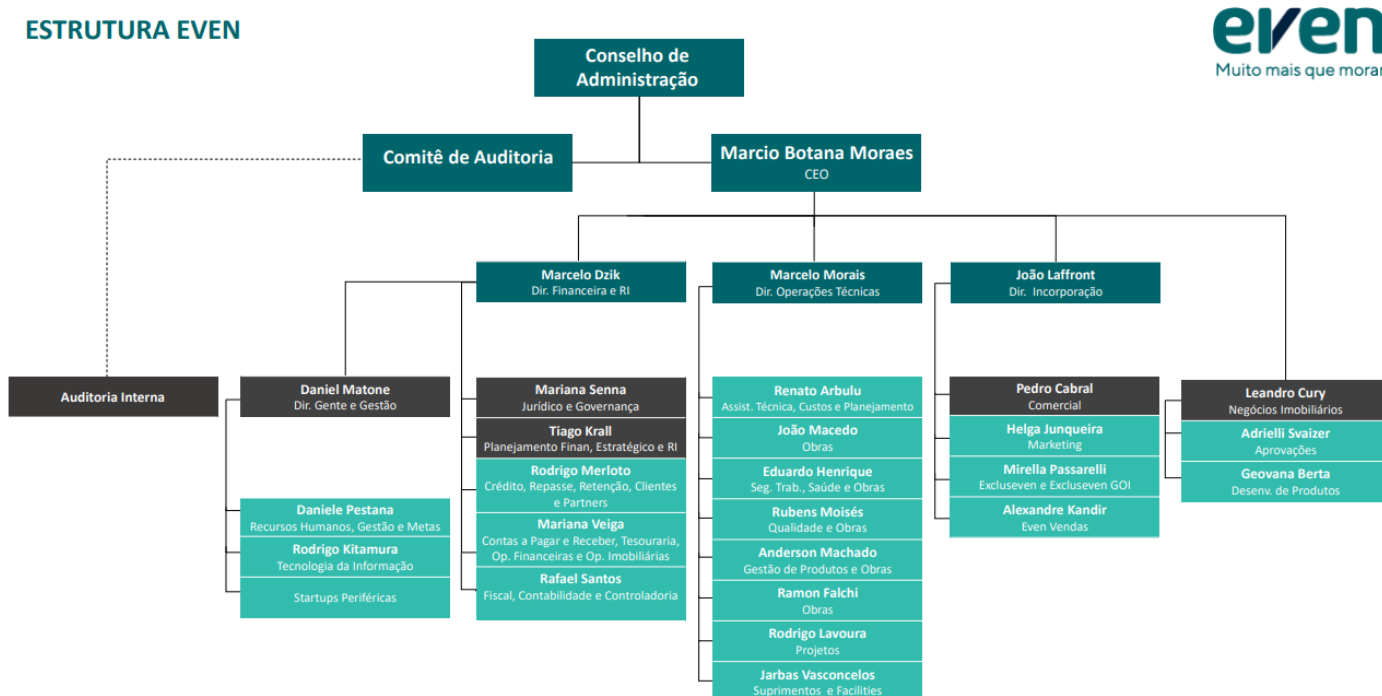 ESTRUTURA EVEN
even
Muito mais que morar
Conselho de
Administração
Comitê de Auditoria
Marcio Botana Moraes
CEO
Marcelo Dzik
Dir. Financeira e RI
Marcelo Morais
Dir. Operações Técnicas
João Laffront
Dir. Incorporação
Auditoria Interna
Daniel Matone
Dir. Gente e Gestão
Daniele Pestana
Recursos Humanos, Gestão e Metas
Rodrigo Kitamura
Tecnologia da Informação
Startups Periféricas
Mariana Senna
Jurídico e Governança
Tiago Krall
Planejamento Finan, Estratégico e RI
Rodrigo Merloto
Crédito, Repasse, Retenção, Clientes
e Partners
Mariana Veiga
Contas a Pagar e Receber, Tesouraria,
Op. Financeiras e Op. Imobiliárias
Rafael Santos
Fiscal, Contabilidade e Controladoria
Renato Arbulu
Assist. Técnica, Custos e Planejamento
João Macedo
Obras
Eduardo Henrique
Seg. Trab., Saúde e Obras
Rubens Moisés
Qualidade e Obras
Anderson Machado
Gestão de Produtos e Obras
Ramon Falchi
Obras
Rodrigo Lavoura
Projetos
Jarbas Vasconcelos
Suprimentos e Facilities
Pedro Cabral
Comercial
Helga Junqueira
Marketing
Mirella Passarelli
Excluseven e Excluseven GOI
Alexandre Kandir
Even Vendas
Leandro Cury
Negócios Imobiliários
Adrielli Svaizer
Aprovações
Geovana Berta
Desenv. de Produtos